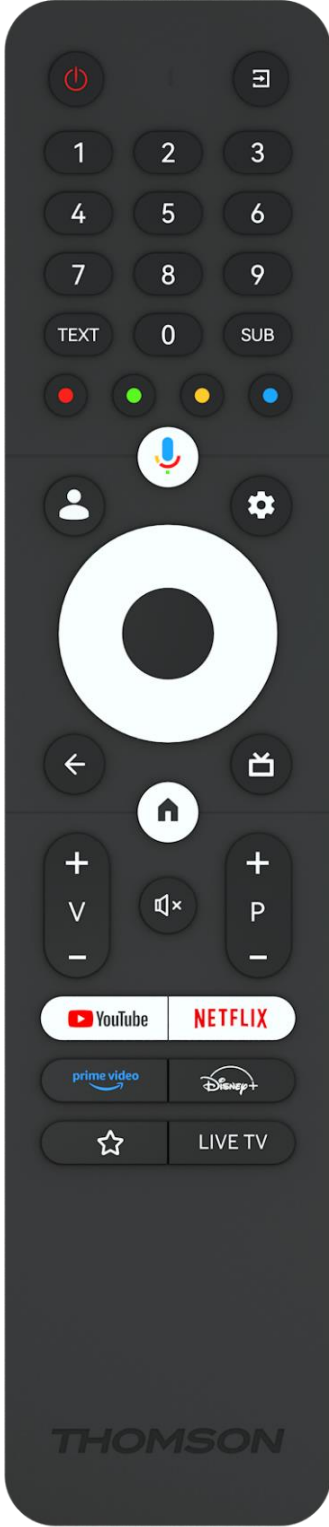 1 2 3
4 5 6
7 8 9
TEXT 0 SUB
+ +
V P
- -
YouTube NETFLIX
prime video Disney+
LIVE TV
THOMSON